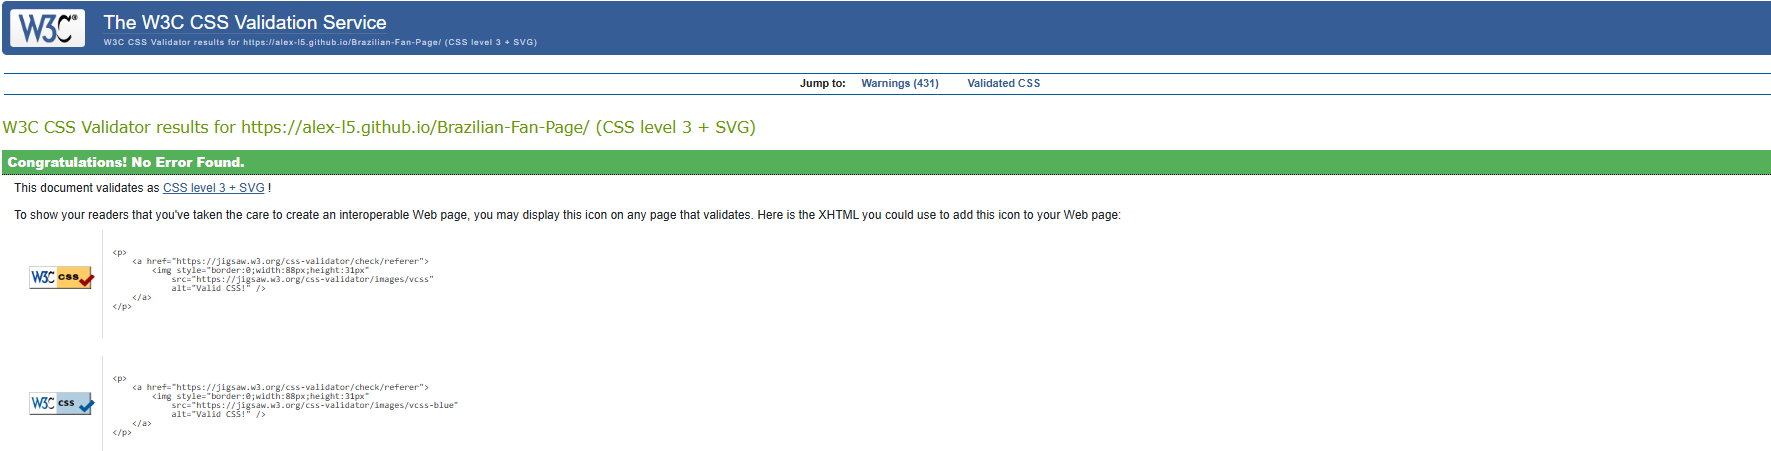 W3C® The W3C CSS Validation Service
W3C CSS Validator results for https://alex-l5.github.io/Brazilian-Fan-Page/ (CSS level 3 + SVG)
Jump to: Warnings (431) Validated CSS
W3C CSS Validator results for https://alex-l5.github.io/Brazilian-Fan-Page/ (CSS level 3 + SVG)
Congratulations! No Error Found.
This document validates as CSS level 3 + SVG !
To show your readers that you've taken the care to create an interoperable Web page, you may display this icon on any page that validates. Here is the XHTML you could use to add this icon to your Web page:
W3C css
<p>
<a href="https://jigsaw.w3.org/css-validator/check/referer">
<img style="border:0;width:88px;height:31px"
src="https://jigsaw.w3.org/css-validator/images/vcss"
alt="Valid CSS!" />
</a>
</p>
W3C css
<p>
<a href="https://jigsaw.w3.org/css-validator/check/referer">
<img style="border:0;width:88px;height:31px"
src="https://jigsaw.w3.org/css-validator/images/vcss-blue"
alt="Valid CSS!" />
</a>
</p>